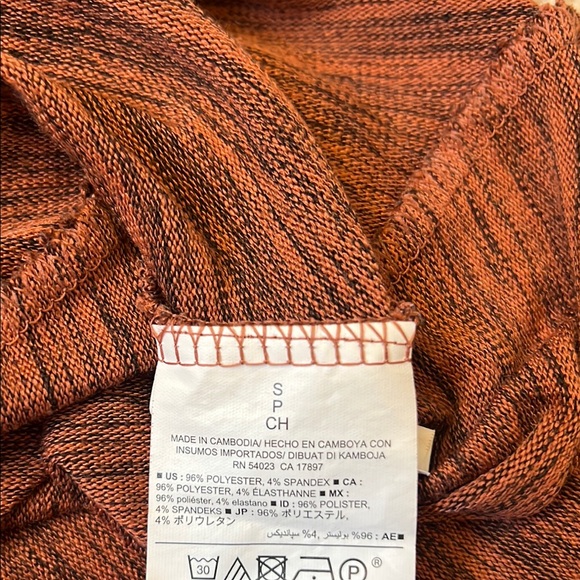 S
P
CH
MADE IN CAMBODIA/ HECHO EN CAMBOYA CON
INSUMOS IMPORTADOS/ DIBUAT DI KAMBOJA
RN 54023 CA 17897
■ US : 96% POLYESTER, 4% SPANDEX ■ CA :
96% POLYESTER, 4% ÉLASTHANNE ■ MX :
96% poliéster, 4% elastano ■ ID : 96% POLISTER,
4% SPANDEKS ■ JP : 96% ポリエステル,
4% ポリウレタン
■AE : 96% بوليستر, 4% سباندیکس
30
P
®